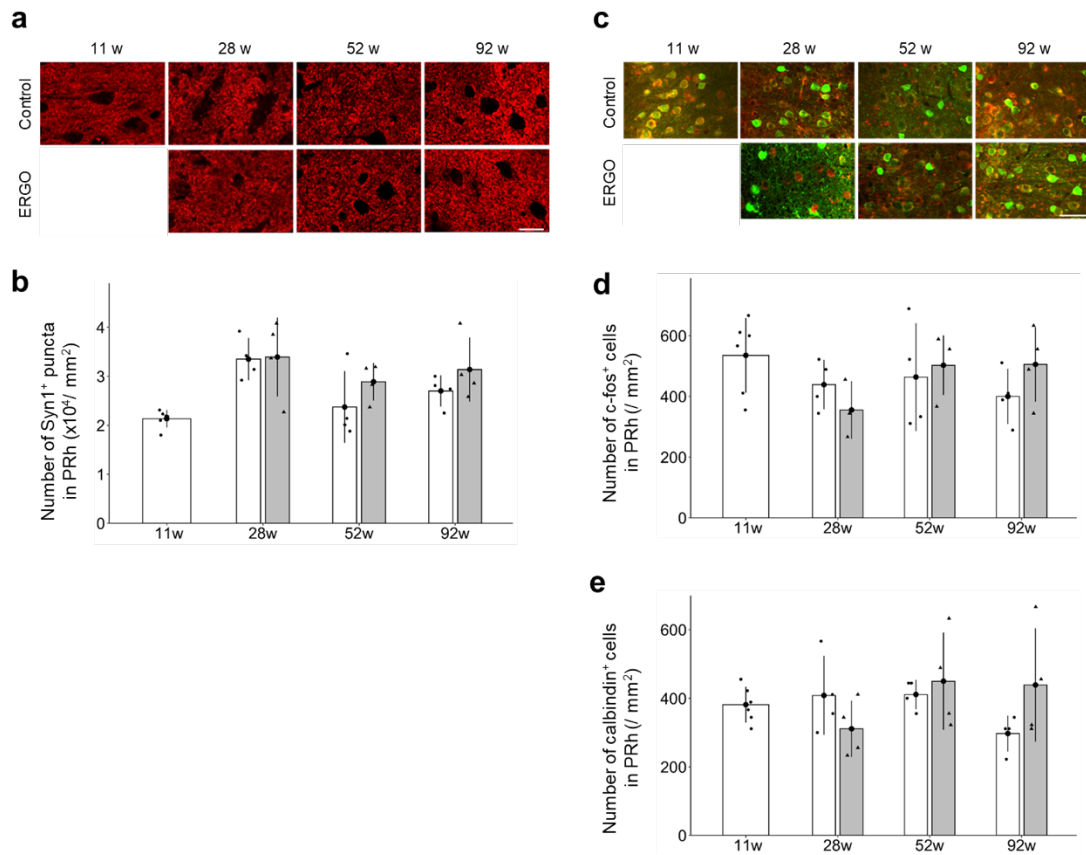 a
11 w 28 w 52 w 92 w
Control
ERGO
b
Number of Syn1⁺ puncta
in PRh (x10⁴/ mm²)
4
3
2
1
0
11w 28w 52w 92w
c
11 w 28 w 52 w 92 w
Control
ERGO
d
Number of c-fos⁺ cells
in PRh (/ mm²)
600
400
200
0
11w 28w 52w 92w
e
Number of calbindin⁺ cells
in PRh (/ mm²)
600
400
200
0
11w 28w 52w 92w